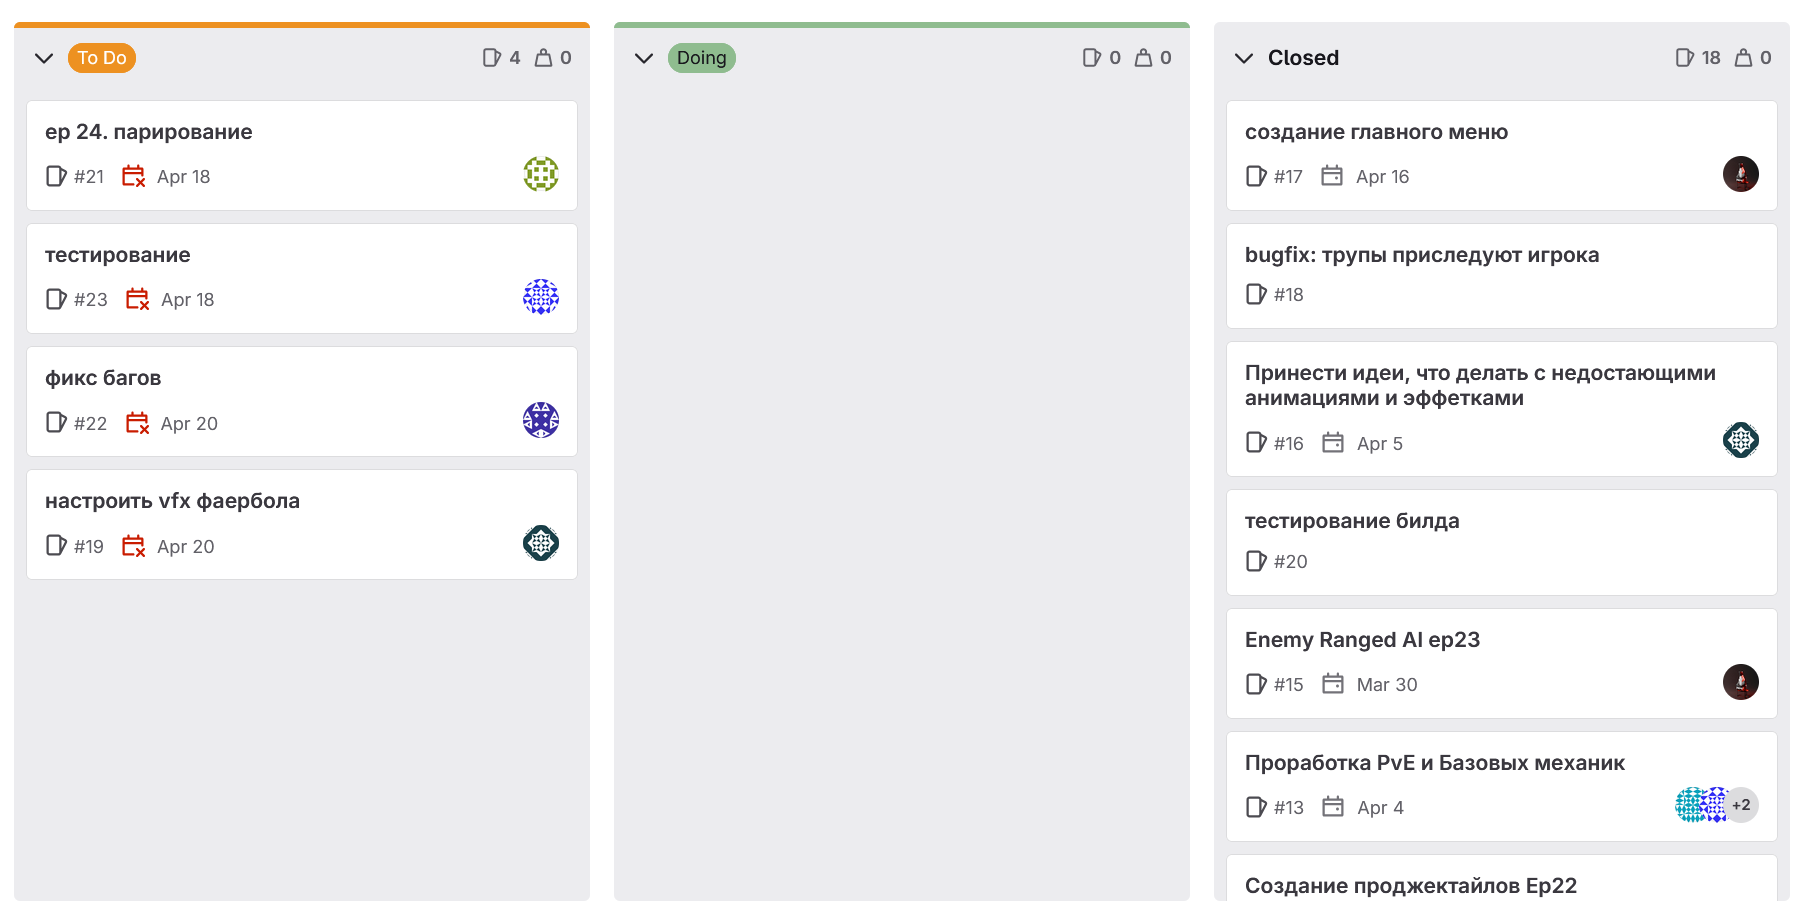 To Do
4
0
ер 24. парирование
#21
Apr 18
тестирование
#23
Apr 18
фикс багов
#22
Apr 20
настроить vfx фаербола
#19
Apr 20
Doing
0
0
Closed
18
0
создание главного меню
#17
Apr 16
bugfix: трупы приследуют игрока
#18
Принести идеи, что делать с недостающими
анимациями и эффетками
#16
Apr 5
тестирование билда
#20
Enemy Ranged AI ep23
#15
Mar 30
Проработка PvE и Базовых механик
#13
Apr 4
+2
Создание проджектайлов Ep22